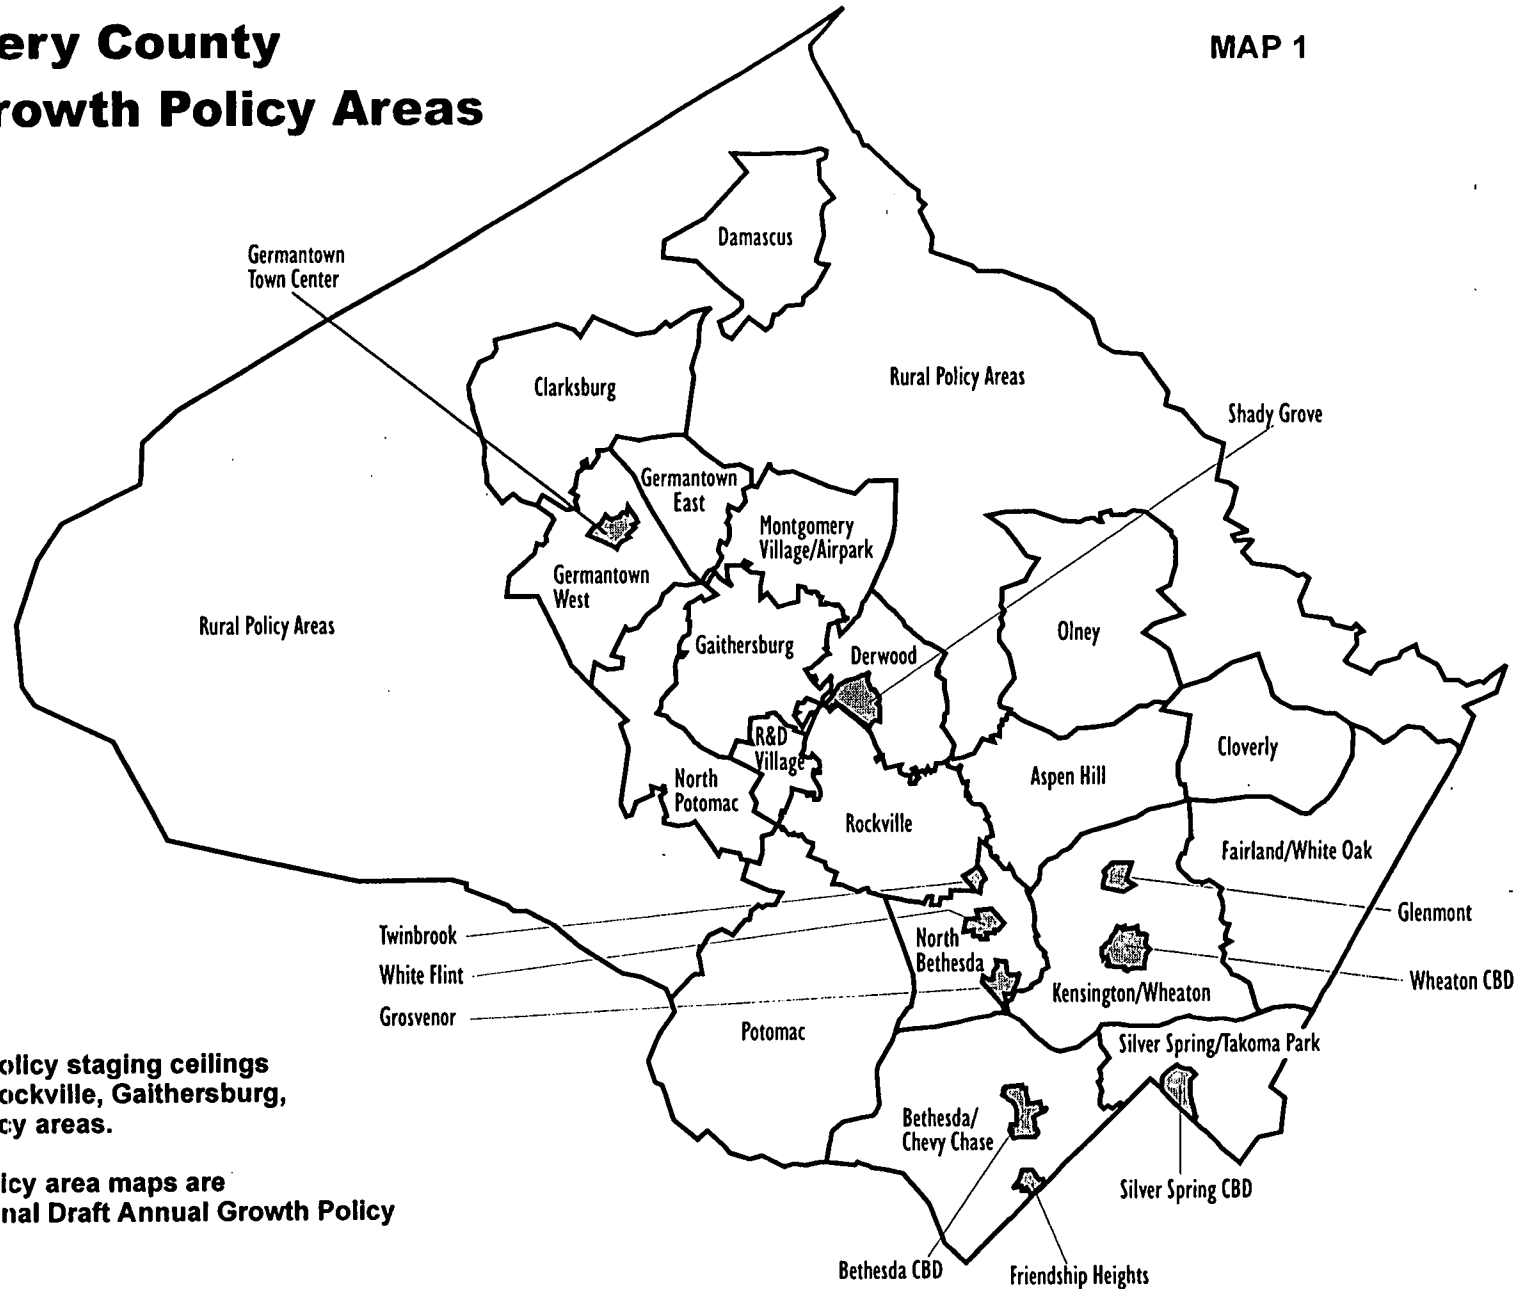 ery County
rowth Policy Areas
MAP 1
Damascus
Germantown
Town Center
Clarksburg
Rural Policy Areas
Shady Grove
Germantown
East
Montgomery
Village/Airpark
Germantown
West
Rural Policy Areas
Gaithersburg
Derwood
Olney
R&D
Village
North
Potomac
Aspen Hill
Cloverly
Rockville
Fairland/White Oak
Twinbrook
White Flint
Grosvenor
North
Bethesda
Glenmont
Wheaton CBD
Kensington/Wheaton
Potomac
Silver Spring/Takoma Park
Bethesda/
Chevy Chase
Silver Spring CBD
Bethesda CBD
Friendship Heights
olicy staging ceilings
ockville, Gaithersburg,
cy areas.
icy area maps are
nal Draft Annual Growth Policy